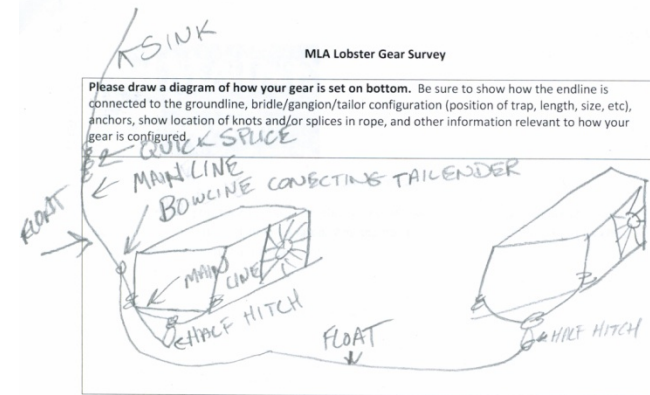 SINK
MLA Lobster Gear Survey
Please draw a diagram of how your gear is set on bottom. Be sure to show how the endline is
connected to the groundline, bridle/gangion/tailor configuration (position of trap, length, size, etc),
anchors, show location of knots and/or splices in rope, and other information relevant to how your
gear is configured.
QUICK SPLICE
MAIN LINE
BOWLINE CONECTING TAILENDER
FLOAT
MAIN
LINE
HALF HITCH
FLOAT
HALF HITCH